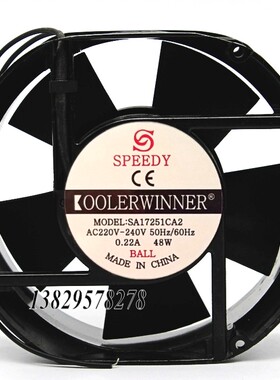 SPEEDY
CE
KOOLERWINNER®
MODEL:SA17251CA2
AC220V-240V 50Hz/60Hz
0.22A 48W
BALL
MADE IN CHINA
13829578278